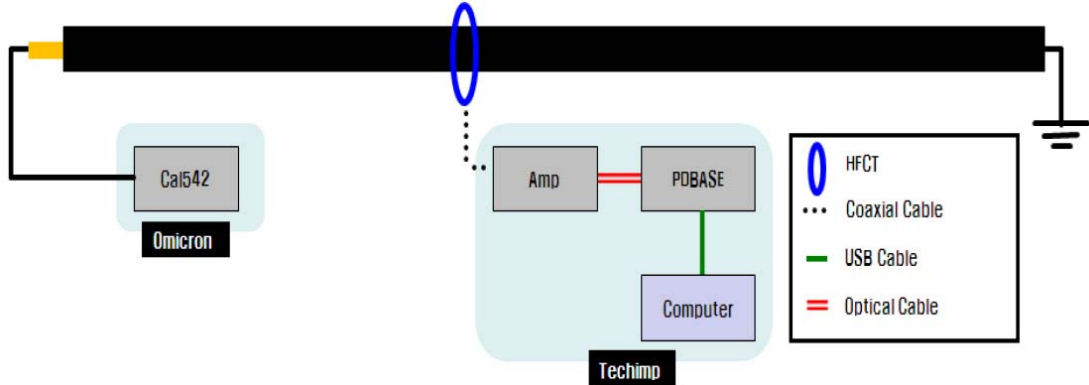 Cal542
Omicron
Amp
PDBASE
Computer
Techimp
HFCT
Coaxial Cable
USB Cable
Optical Cable